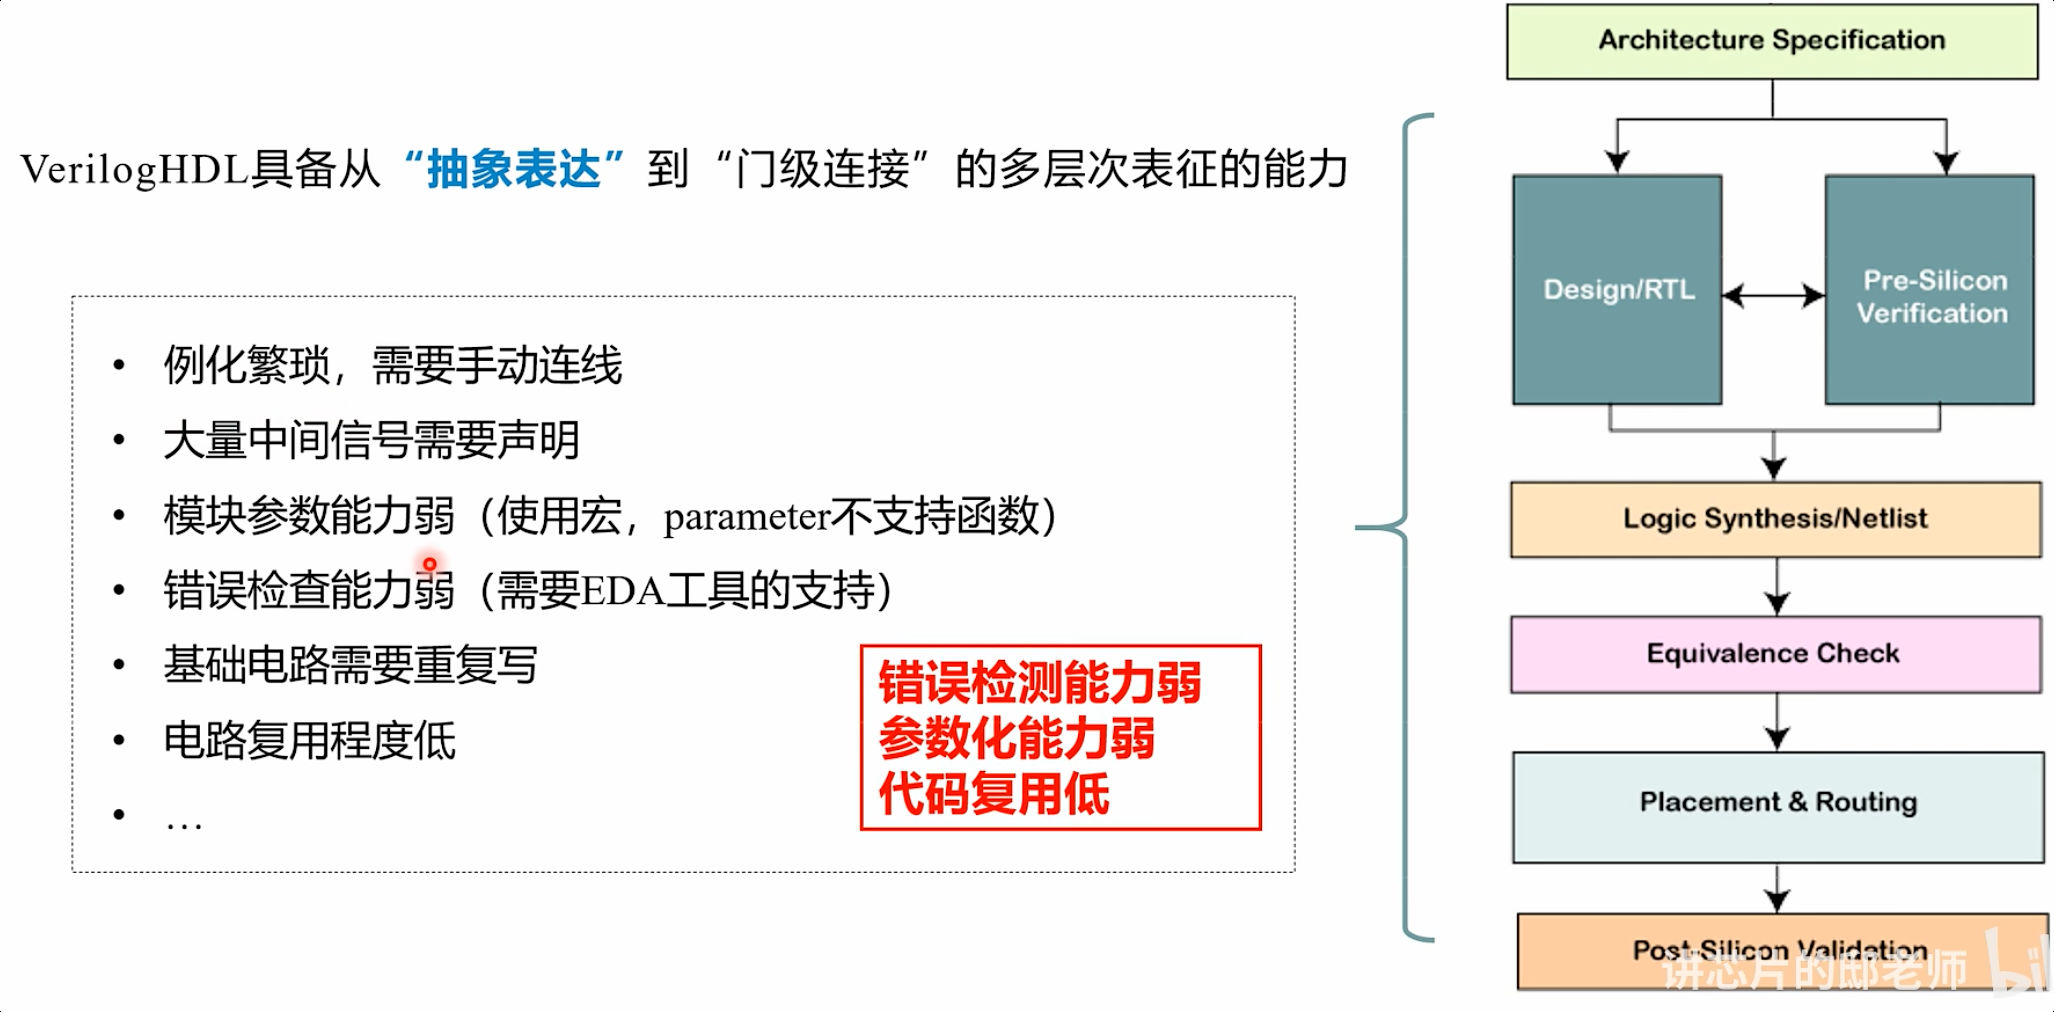 VerilogHDL具备从“抽象表达”到“门级连接”的多层次表征的能力
• 例化繁琐，需要手动连线
• 大量中间信号需要声明
• 模块参数能力弱（使用宏，parameter不支持函数）
• 错误检查能力弱（需要EDA工具的支持）
• 基础电路需要重复写
• 电路复用程度低
• …
错误检测能力弱
参数化能力弱
代码复用低
Architecture Specification
Design/RTL
Pre-Silicon
Verification
Logic Synthesis/Netlist
Equivalence Check
Placement & Routing
Post-Silicon Validation
讲芯片的邸老师